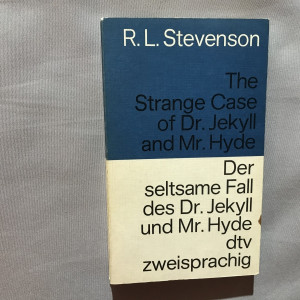 R. L. Stevenson
The
Strange Case
of Dr. Jekyll
and Mr. Hyde
Der
seltsame Fall
des Dr. Jekyll
und Mr. Hyde
dtv
zweisprachig